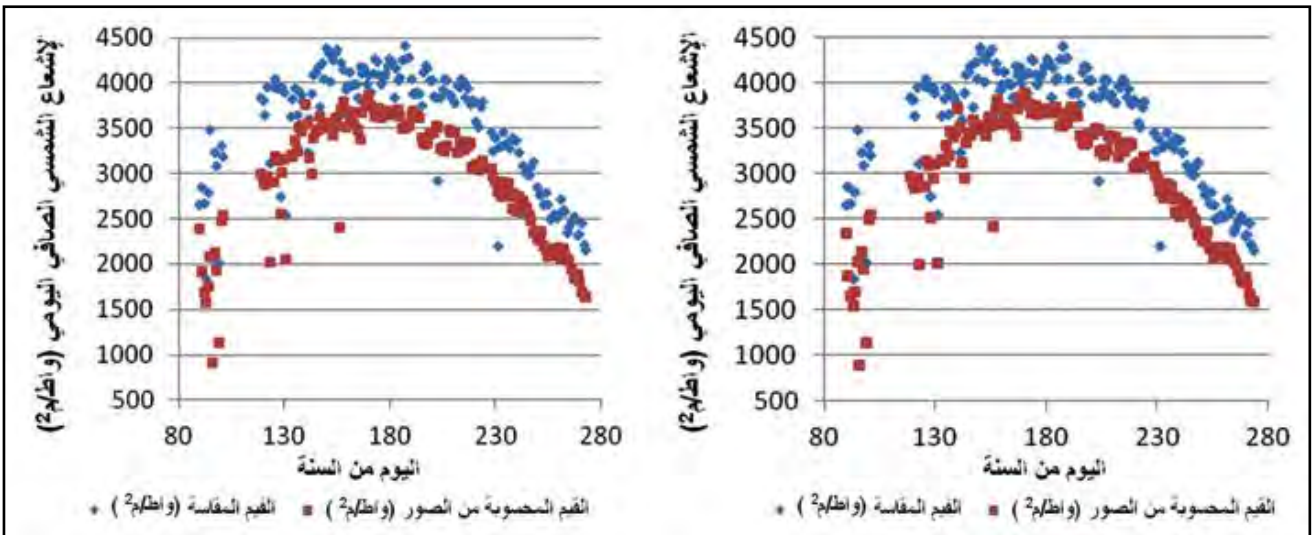 الإشعاع الشمسي الصافي اليومي (واط/م²)
4500
4000
3500
3000
2500
2000
1500
1000
500
80 130 180 230 280
اليوم من السنة
القيم المقاسة (واط/م²) القيم المحسوبة من الصور (واط/م²)
الإشعاع الشمسي الصافي اليومي (واط/م²)
4500
4000
3500
3000
2500
2000
1500
1000
500
80 130 180 230 280
اليوم من السنة
القيم المقاسة (واط/م²) القيم المحسوبة من الصور (واط/م²)